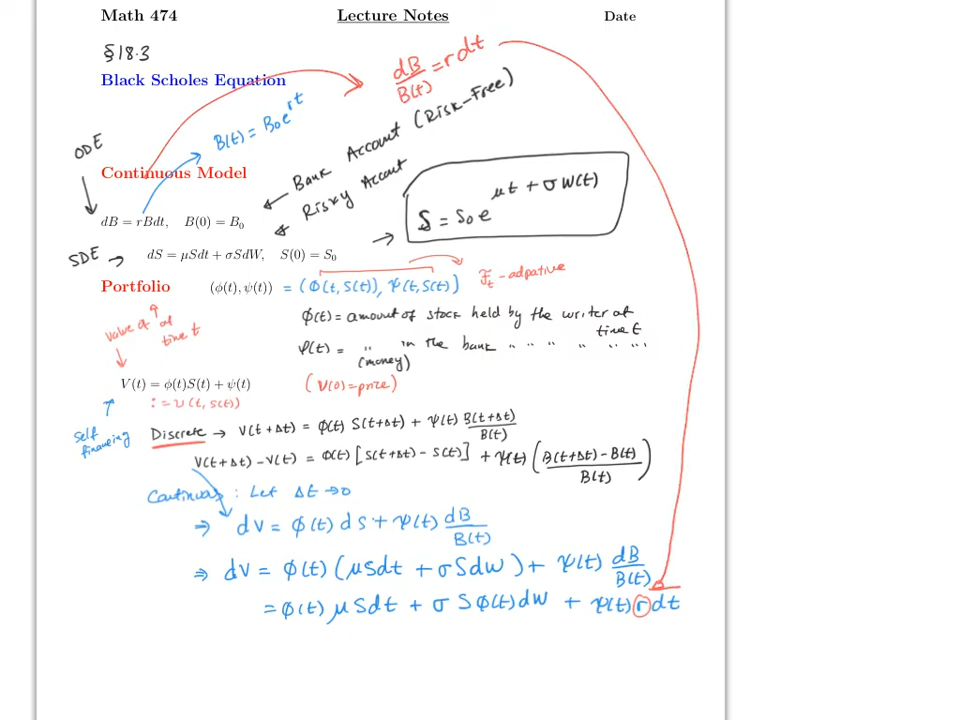 Math 474 Lecture Notes Date
§18.3
Black Scholes Equation
dB/B(t) = r dt
B(t) = B₀e^{rt}
ODE
Bank Account (Risk-Free)
Continuous Model
Risky Account
dB = rBdt, B(0) = B₀
S = S₀ e^{μt + σW(t)}
SDE → dS = μSdt + σSdW, S(0) = S₀
Portfolio (φ(t), ψ(t)) = (φ(t, S(t)), ψ(t, S(t)) 𝓕ₜ-adpative
φ(t) = amount of stock held by the writer at time t
value of φ at time t
ψ(t) = " in the bank " " " " " " "
(money)
V(t) = φ(t)S(t) + ψ(t) (V(0) = price)
:= v(t, S(t))
self financing
Discrete → V(t+Δt) = φ(t) S(t+Δt) + ψ(t) B(t+Δt)/B(t)
V(t+Δt) - V(t) = φ(t) [S(t+Δt) - S(t)] + ψ(t) (B(t+Δt) - B(t)/B(t))
Continuous : Let Δt → 0
⇒ dV = φ(t) dS + ψ(t) dB/B(t)
⇒ dV = φ(t) (μSdt + σSdW) + ψ(t) dB/B(t)
= φ(t) μSdt + σ S φ(t) dW + ψ(t) r dt